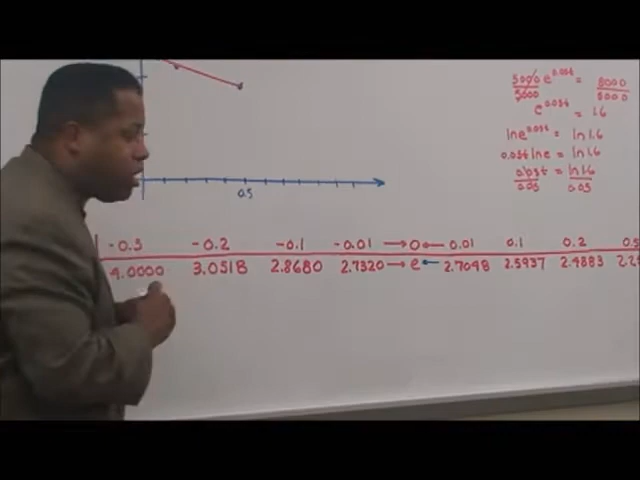 5000 e^0.05t = 8000
5000 5000
e^0.05t = 1.6
ln e^0.05t = ln 1.6
0.05t ln e = ln 1.6
0.05t = ln 1.6
0.05 0.05
0.5
-0.5 -0.2 -0.1 -0.01 → 0 ← 0.01 0.1 0.2
4.0000 3.0518 2.8680 2.7320 → e ← 2.7048 2.5937 2.4883